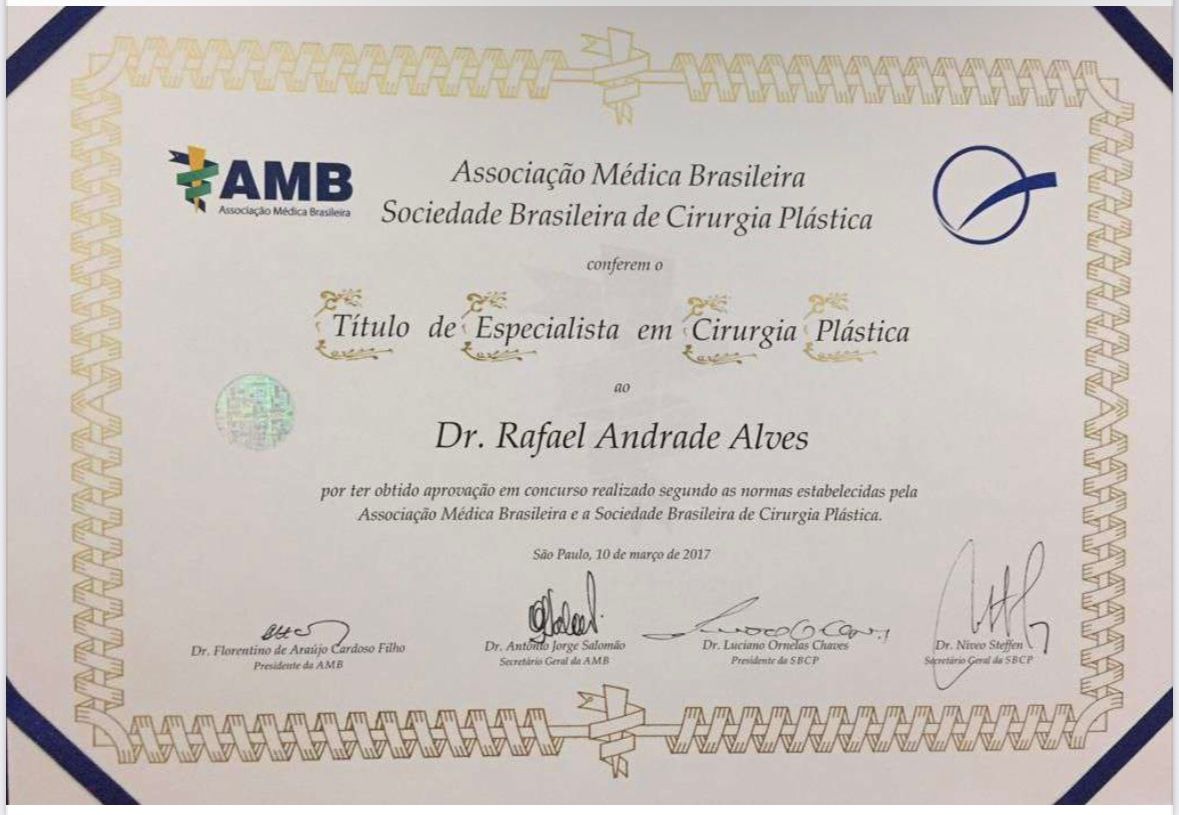 AMB
Associação Médica Brasileira
Associação Médica Brasileira
Sociedade Brasileira de Cirurgia Plástica
conferem o
Título de Especialista em Cirurgia Plástica
ao
Dr. Rafael Andrade Alves
por ter obtido aprovação em concurso realizado segundo as normas estabelecidas pela
Associação Médica Brasileira e a Sociedade Brasileira de Cirurgia Plástica.
São Paulo, 10 de março de 2017
Dr. Florentino de Araújo Cardoso Filho
Presidente da AMB
Dr. Antônio Jorge Salomão
Secretário Geral da AMB
Dr. Luciano Ornelas Chaves
Presidente da SBCP
Dr. Níveo Steffen
Secretário Geral da SBCP